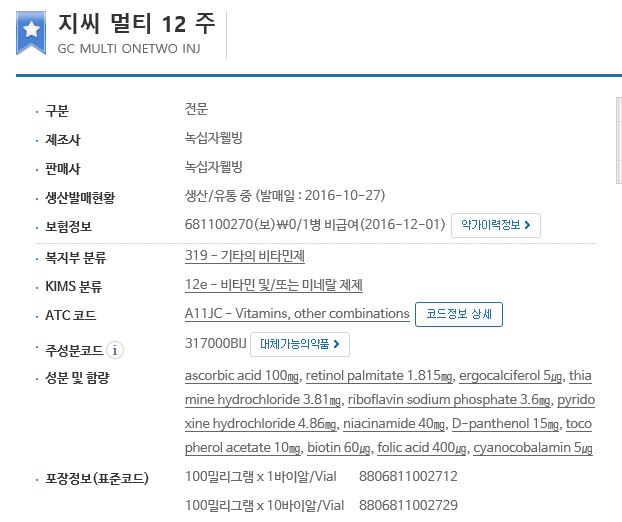 지씨 멀티 12 주
GC MULTI ONETWO INJ
구분 전문
제조사 녹십자웰빙
판매사 녹십자웰빙
생산발매현황 생산/유통 중 (발매일 : 2016-10-27)
보험정보 681100270(보)₩0/1병 비급여(2016-12-01) 약가이력정보 >
복지부 분류 319 - 기타의 비타민제
KIMS 분류 12e - 비타민 및/또는 미네랄 제제
ATC 코드 A11JC - Vitamins, other combinations 코드정보 상세
주성분코드 i 317000BIJ 대체가능의약품 >
성분 및 함량 ascorbic acid 100㎎, retinol palmitate 1.815㎎, ergocalciferol 5㎍, thia
mine hydrochloride 3.81㎎, riboflavin sodium phosphate 3.6㎎, pyrido
xine hydrochloride 4.86㎎, niacinamide 40㎎, D-panthenol 15㎎, toco
pherol acetate 10㎎, biotin 60㎍, folic acid 400㎍, cyanocobalamin 5㎍
포장정보(표준코드) 100밀리그램 x 1바이알/Vial 8806811002712
100밀리그램 x 10바이알/Vial 8806811002729